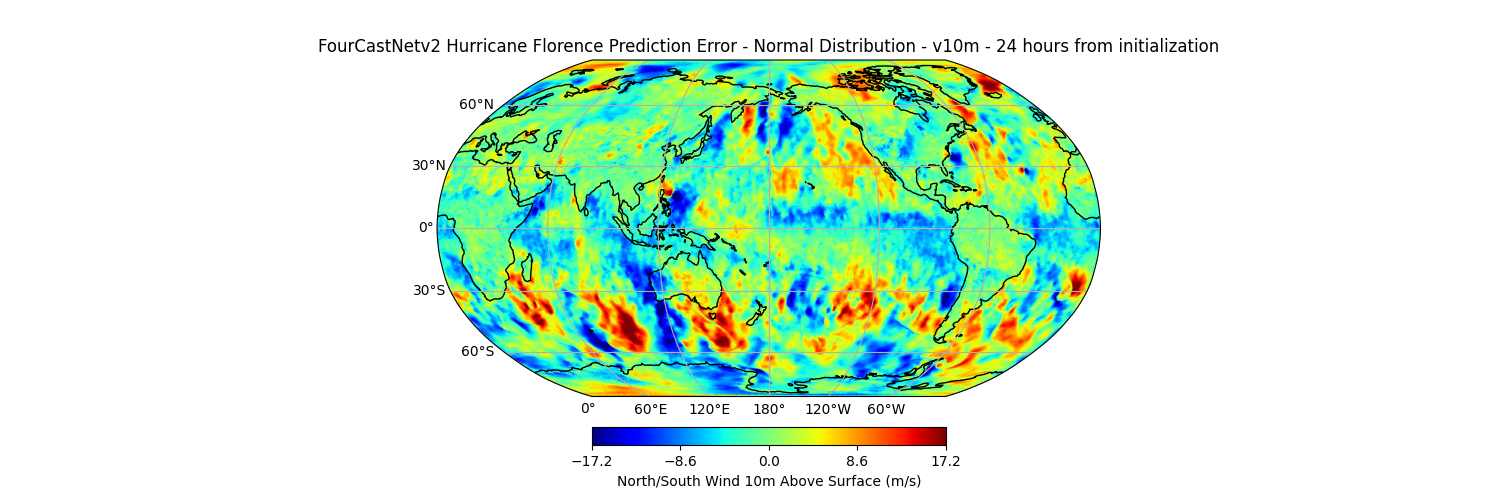 FourCastNetv2 Hurricane Florence Prediction Error - Normal Distribution - v10m - 24 hours from initialization
60°N
30°N
0°
30°S
60°S
0° 60°E 120°E 180° 120°W 60°W
−17.2 −8.6 0.0 8.6 17.2
North/South Wind 10m Above Surface (m/s)